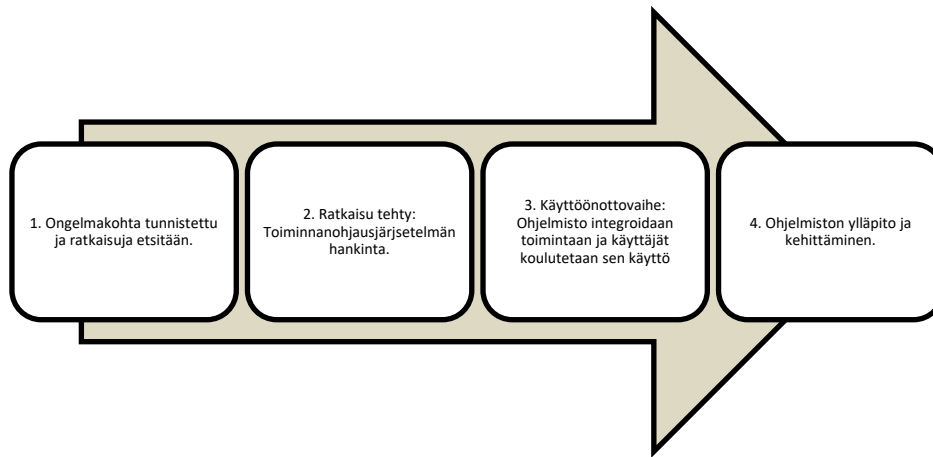 1. Ongelmakohta tunnistettu
ja ratkaisuja etsitään.
2. Ratkaisu tehty:
Toiminnanohjausjärjsetelmän
hankinta.
3. Käyttöönottovaihe:
Ohjelmisto integroidaan
toimintaan ja käyttäjät
koulutetaan sen käyttö
4. Ohjelmiston ylläpito ja
kehittäminen.